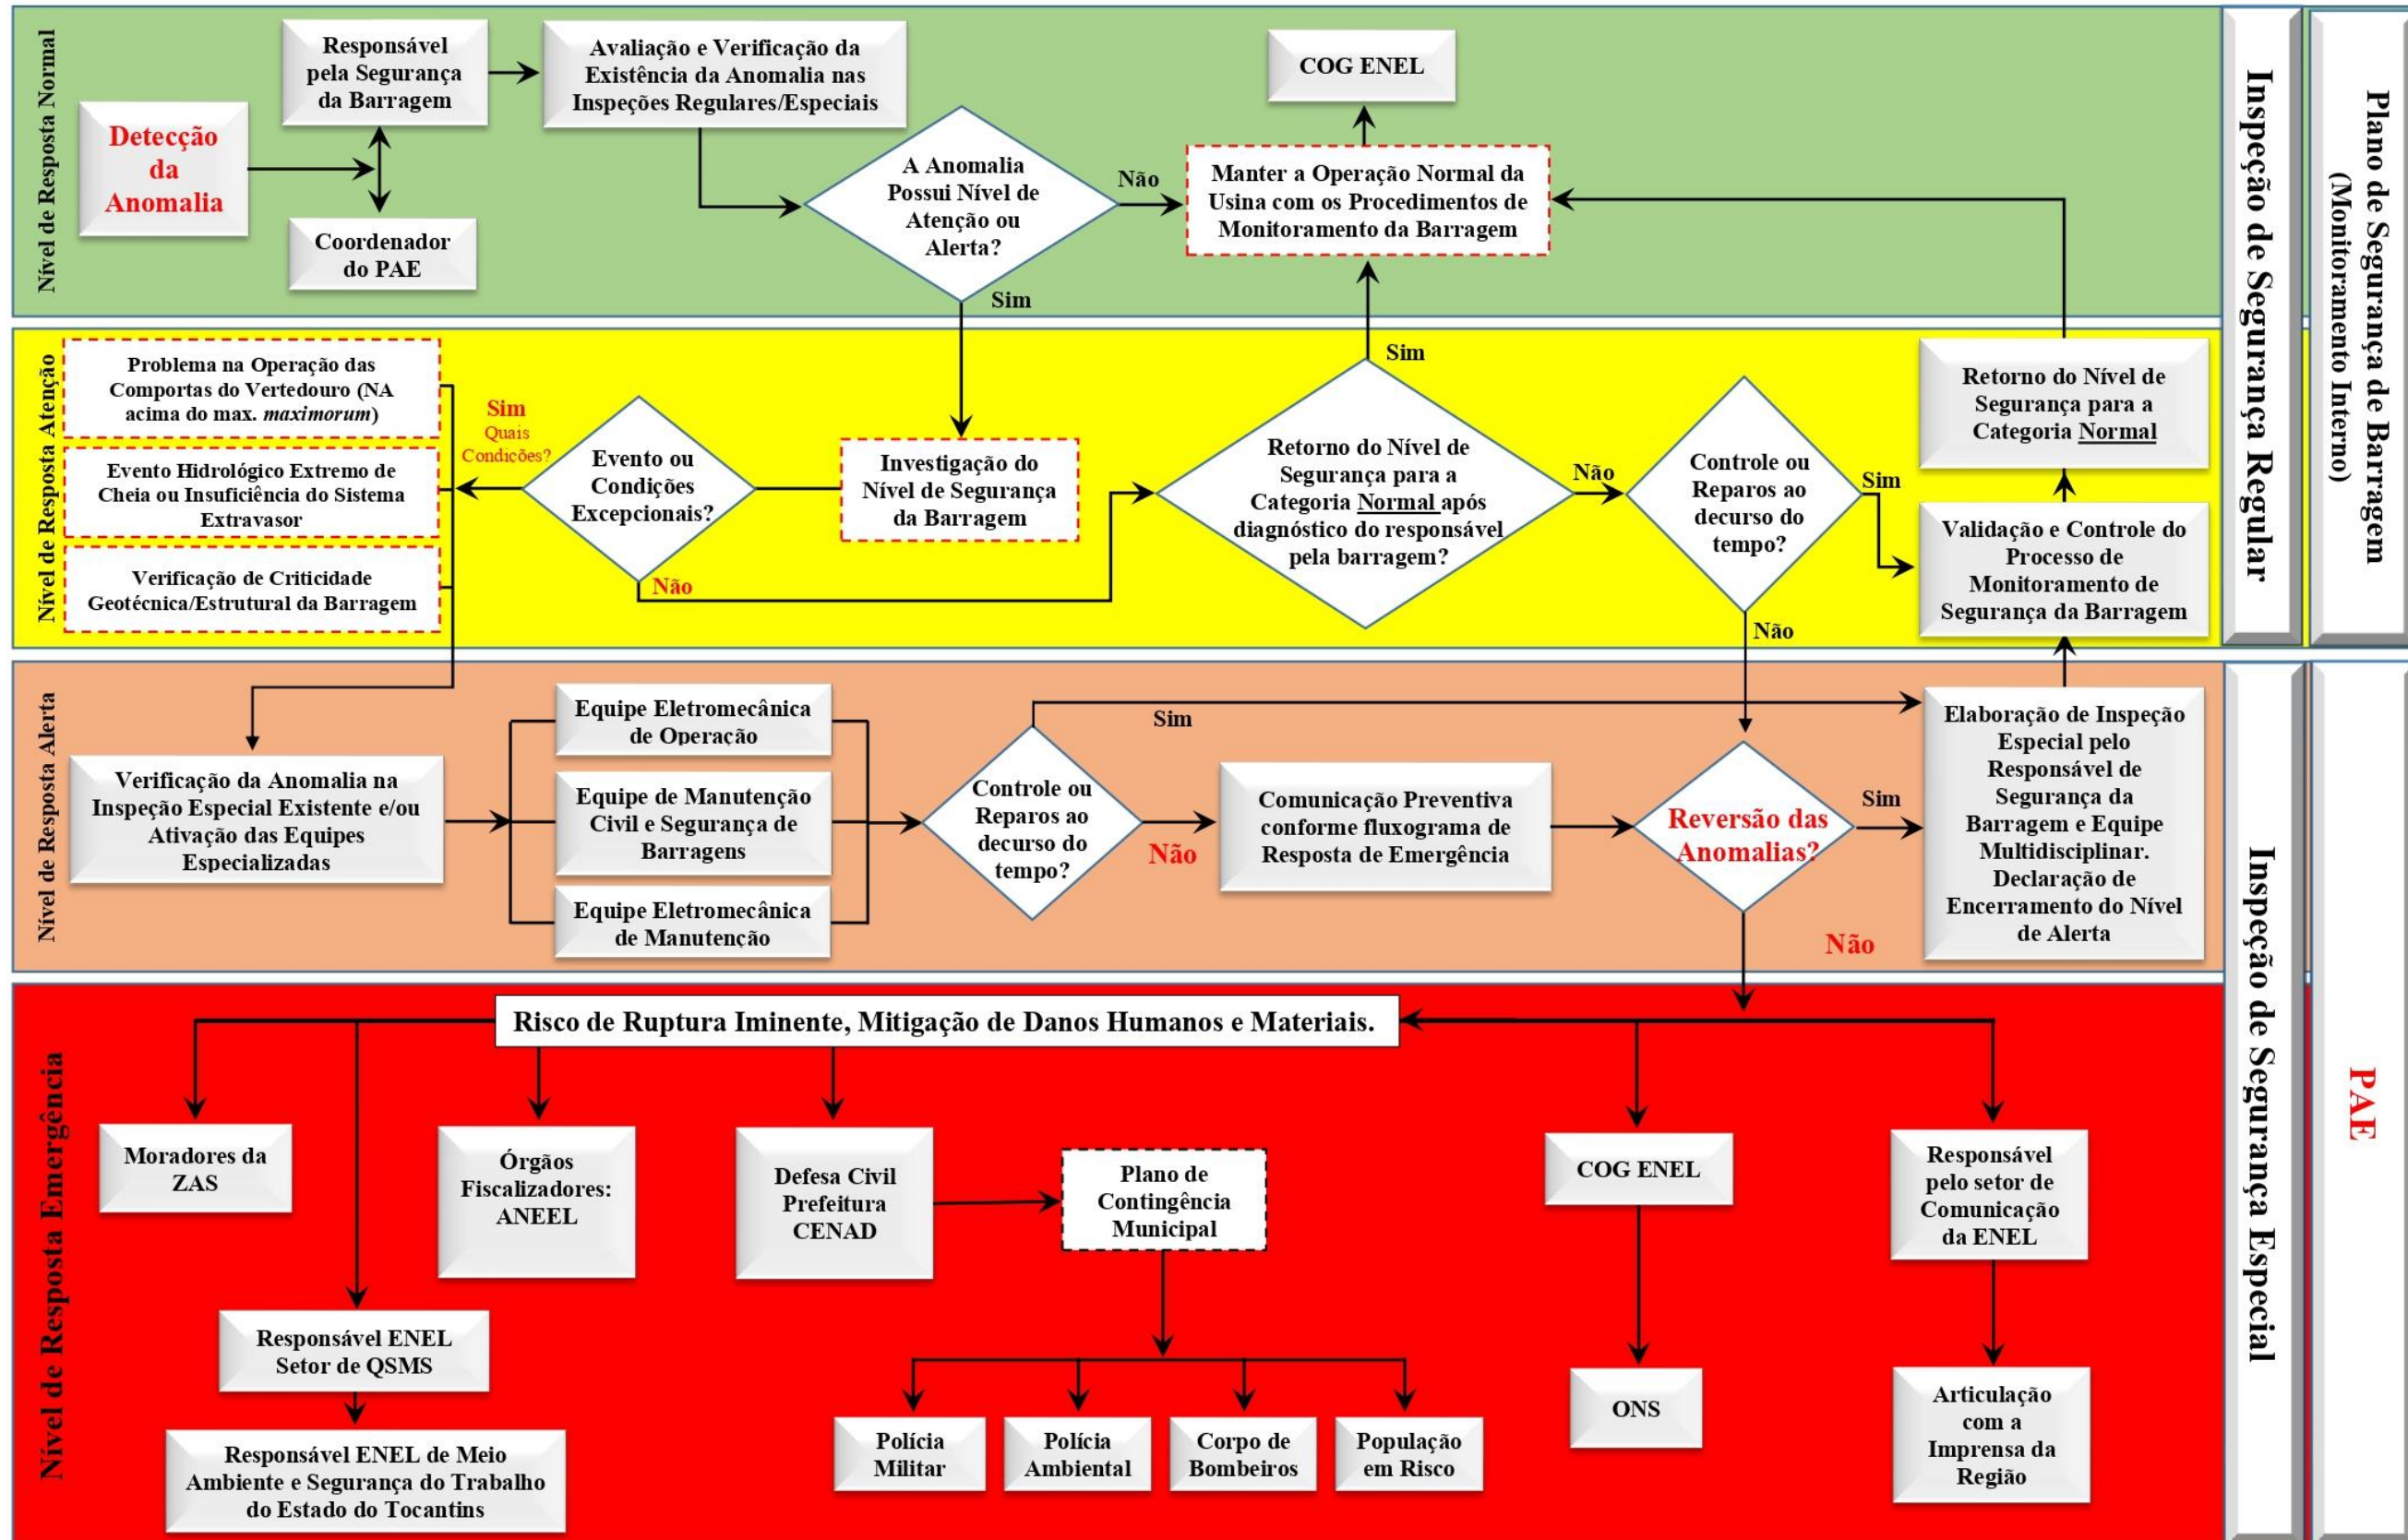 Nível de Resposta Normal
Detecção
da
Anomalia
Responsável
pela Segurança
da Barragem
Coordenador
do PAE
Avaliação e Verificação da
Existência da Anomalia nas
Inspeções Regulares/Especiais
A Anomalia
Possui Nível de
Atenção ou
Alerta?
Não
Sim
COG ENEL
Manter a Operação Normal da
Usina com os Procedimentos de
Monitoramento da Barragem
Nível de Resposta Atenção
Problema na Operação das
Comportas do Vertedouro (NA
acima do max. maximorum)
Evento Hidrológico Extremo de
Cheia ou Insuficiência do Sistema
Extravasor
Verificação de Criticidade
Geotécnica/Estrutural da Barragem
Sim
Quais
Condições?
Evento ou
Condições
Excepcionais?
Não
Investigação do
Nível de Segurança
da Barragem
Sim
Retorno do Nível de
Segurança para a
Categoria Normal após
diagnóstico do responsável
pela barragem?
Não
Controle ou
Reparos ao
decurso do
tempo?
Sim
Não
Retorno do Nível de
Segurança para a
Categoria Normal
Validação e Controle do
Processo de
Monitoramento de
Segurança da Barragem
Inspeção de Segurança Regular
Plano de Segurança de Barragem
(Monitoramento Interno)
Nível de Resposta Alerta
Verificação da Anomalia na
Inspeção Especial Existente e/ou
Ativação das Equipes
Especializadas
Equipe Eletromecânica
de Operação
Equipe de Manutenção
Civil e Segurança de
Barragens
Equipe Eletromecânica
de Manutenção
Controle ou
Reparos ao
decurso do
tempo?
Sim
Não
Comunicação Preventiva
conforme fluxograma de
Resposta de Emergência
Reversão das
Anomalias?
Sim
Não
Elaboração de Inspeção
Especial pelo
Responsável de
Segurança da
Barragem e Equipe
Multidisciplinar.
Declaração de
Encerramento do Nível
de Alerta
Nível de Resposta Emergência
Risco de Ruptura Iminente, Mitigação de Danos Humanos e Materiais.
Moradores da
ZAS
Responsável ENEL
Setor de QSMS
Responsável ENEL de Meio
Ambiente e Segurança do Trabalho
do Estado do Tocantins
Órgãos
Fiscalizadores:
ANEEL
Defesa Civil
Prefeitura
CENAD
Plano de
Contingência
Municipal
Polícia
Militar
Polícia
Ambiental
Corpo de
Bombeiros
População
em Risco
COG ENEL
ONS
Responsável
pelo setor de
Comunicação
da ENEL
Articulação
com a
Imprensa da
Região
Inspeção de Segurança Especial
PAE